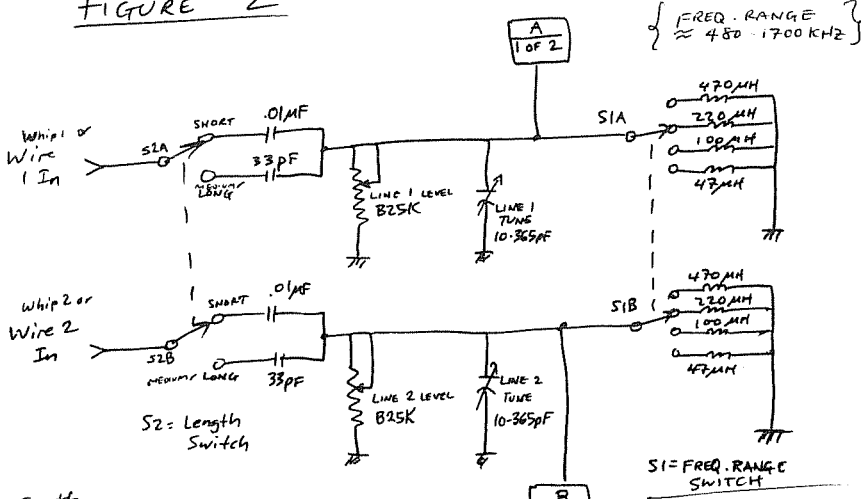 FIGURE 2
{ FREQ. RANGE
≈ 480-1700 KHZ }
A
1 OF 2
Whip 1 or
Wire
1 In
S2A
SHORT
.01µF
33pF
MEDIUM/
LONG
LINE 1 LEVEL
B25K
LINE 1
TUNE
10-365pF
S1A
470µH
220µH
100µH
47µH
Whip 2 or
Wire 2
In
S2B
SHORT
.01µF
MEDIUM/LONG
33pF
LINE 2 LEVEL
B25K
LINE 2
TUNE
10-365pF
S1B
470µH
220µH
100µH
47µH
S2= Length
Switch
S1=FREQ.RANGE
SWITCH
B